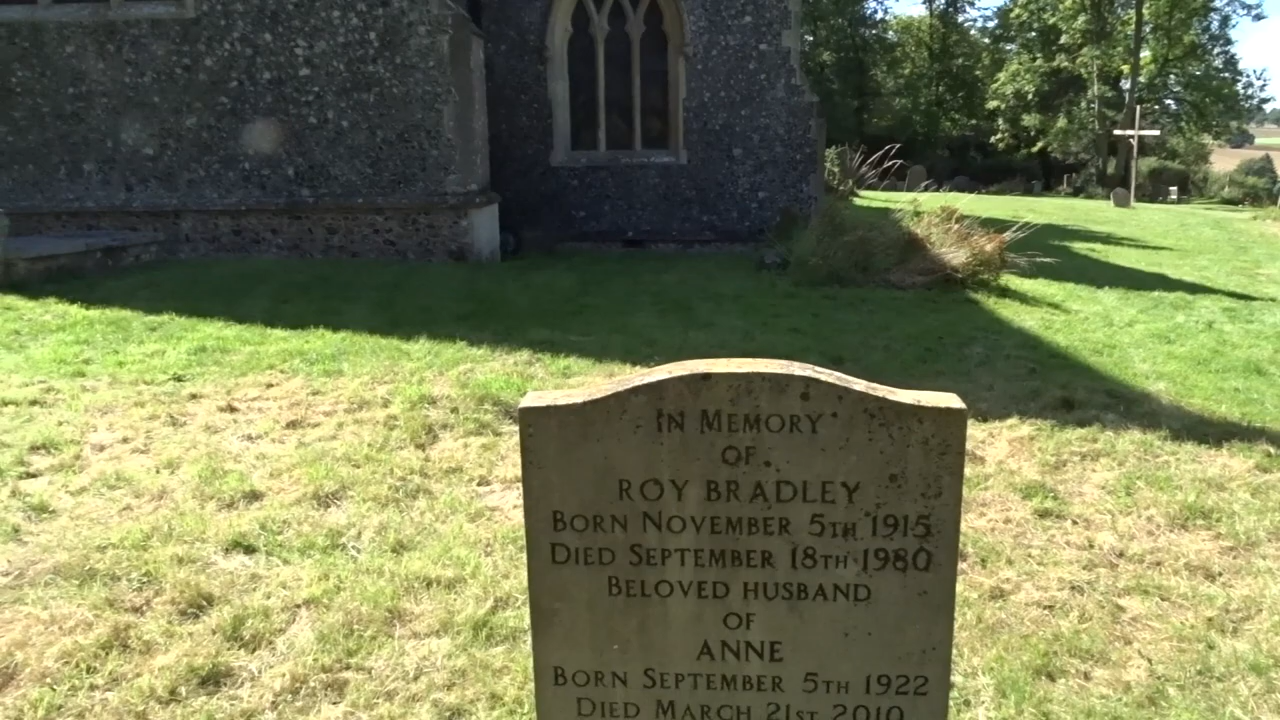 IN MEMORY
OF
ROY BRADLEY
BORN NOVEMBER 5TH 1915
DIED SEPTEMBER 18TH 1980
BELOVED HUSBAND
OF
ANNE
BORN SEPTEMBER 5TH 1922
DIED MARCH 21ST 2010